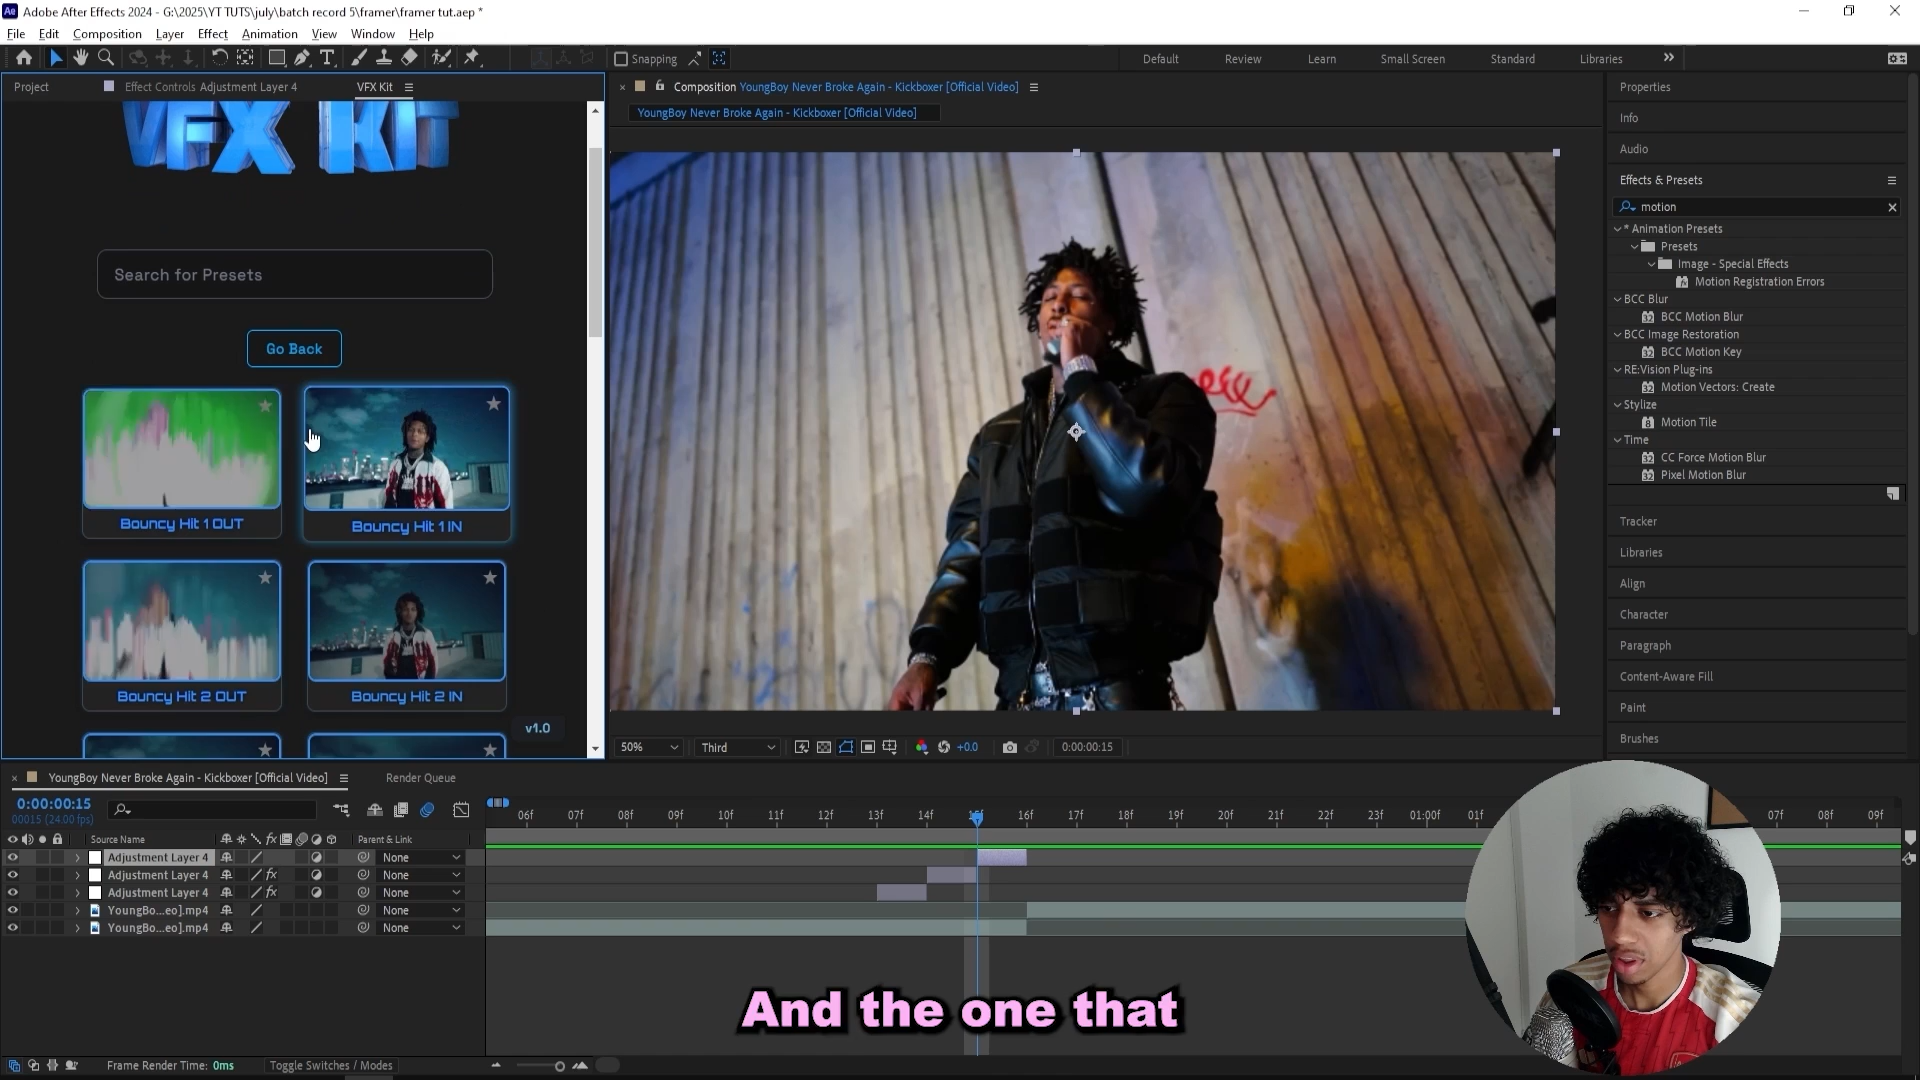 Ae Adobe After Effects 2024 - G:\2025\YT TUTS\july\batch record 5\framer\framer tut.aep *
File Edit Composition Layer Effect Animation View Window Help
Snapping Default Review Learn Small Screen Standard Libraries
Project Effect Controls Adjustment Layer 4 VFX Kit
VFX KIT
Search for Presets
Go Back
Bouncy Hit 1 OUT Bouncy Hit 1 IN
Bouncy Hit 2 OUT Bouncy Hit 2 IN
v1.0
Composition YoungBoy Never Broke Again - Kickboxer [Official Video]
YoungBoy Never Broke Again - Kickboxer [Official Video]
50% Third +0.0 0:00:00:15
Properties
Info
Audio
Effects & Presets
motion
* Animation Presets
Presets
Image - Special Effects
Motion Registration Errors
BCC Blur
BCC Motion Blur
BCC Image Restoration
BCC Motion Key
RE:Vision Plug-ins
Motion Vectors: Create
Stylize
Motion Tile
Time
CC Force Motion Blur
Pixel Motion Blur
Tracker
Libraries
Align
Character
Paragraph
Content-Aware Fill
Paint
Brushes
YoungBoy Never Broke Again - Kickboxer [Official Video] Render Queue
0:00:00:15
00015 (24.00 fps)
06f 07f 08f 09f 10f 11f 12f 13f 14f 15f 16f 17f 18f 19f 20f 21f 22f 23f 01:00f 01f 07f 08f 09f
Source Name Parent & Link
Adjustment Layer 4 None
Adjustment Layer 4 None
Adjustment Layer 4 None
YoungBo...eo].mp4 None
YoungBo...eo].mp4 None
And the one that
Frame Render Time: 0ms Toggle Switches / Modes